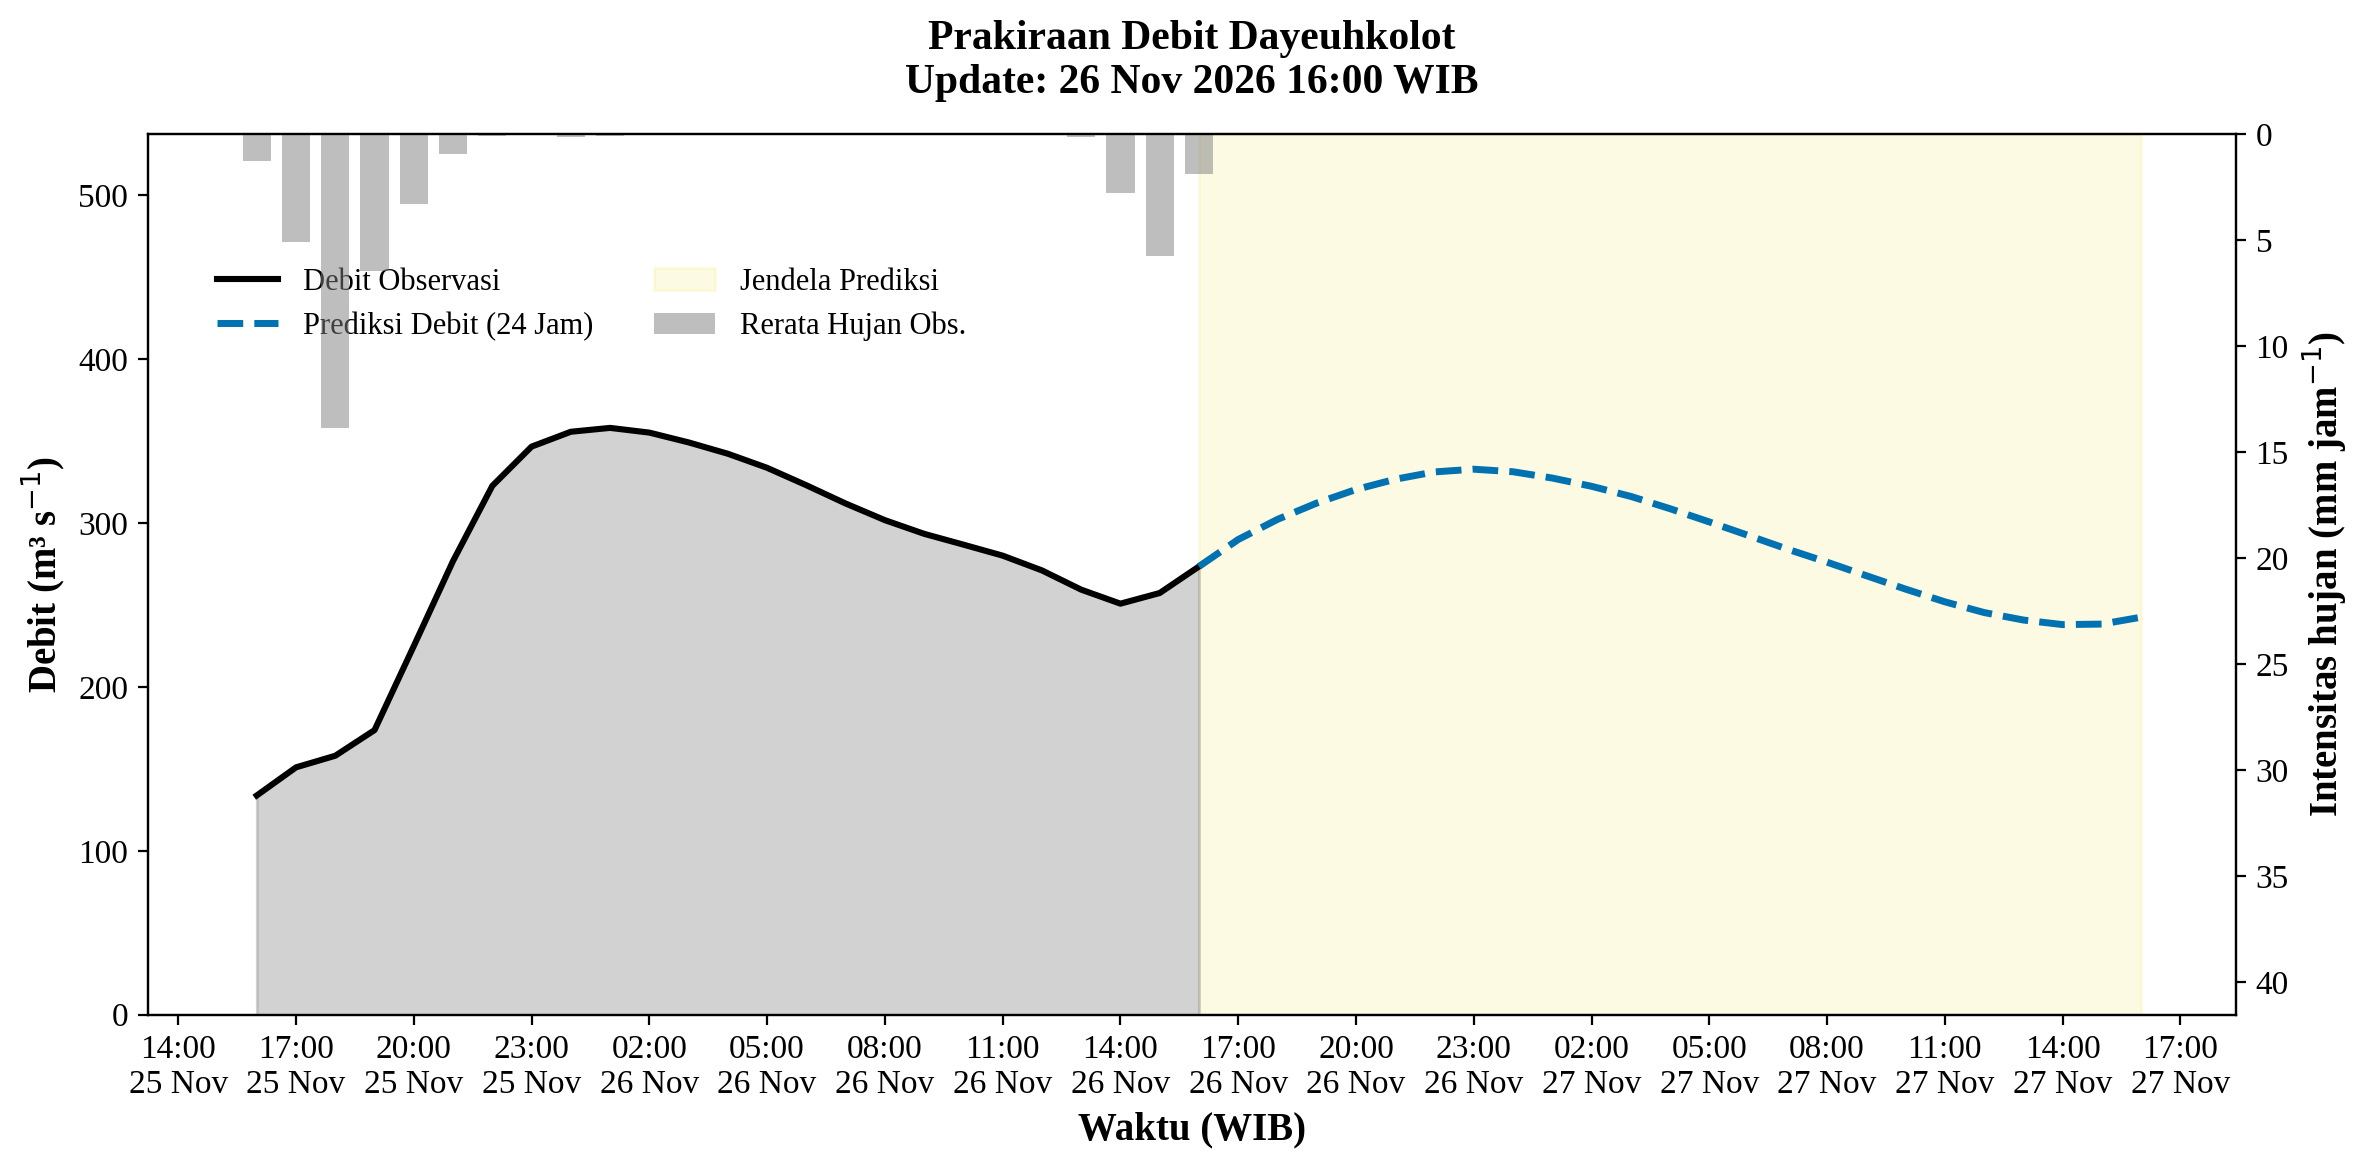 Prakiraan Debit Dayeuhkolot
Update: 26 Nov 2026 16:00 WIB
Debit (m³ s⁻¹)
500
400
300
200
100
0
Debit Observasi
Prediksi Debit (24 Jam)
Jendela Prediksi
Rerata Hujan Obs.
0
5
10
15
20
25
30
35
40
Intensitas hujan (mm jam⁻¹)
14:00 17:00 20:00 23:00 02:00 05:00 08:00 11:00 14:00 17:00 20:00 23:00 02:00 05:00 08:00 11:00 14:00 17:00
25 Nov 25 Nov 25 Nov 25 Nov 26 Nov 26 Nov 26 Nov 26 Nov 26 Nov 26 Nov 26 Nov 26 Nov 27 Nov 27 Nov 27 Nov 27 Nov 27 Nov 27 Nov
Waktu (WIB)